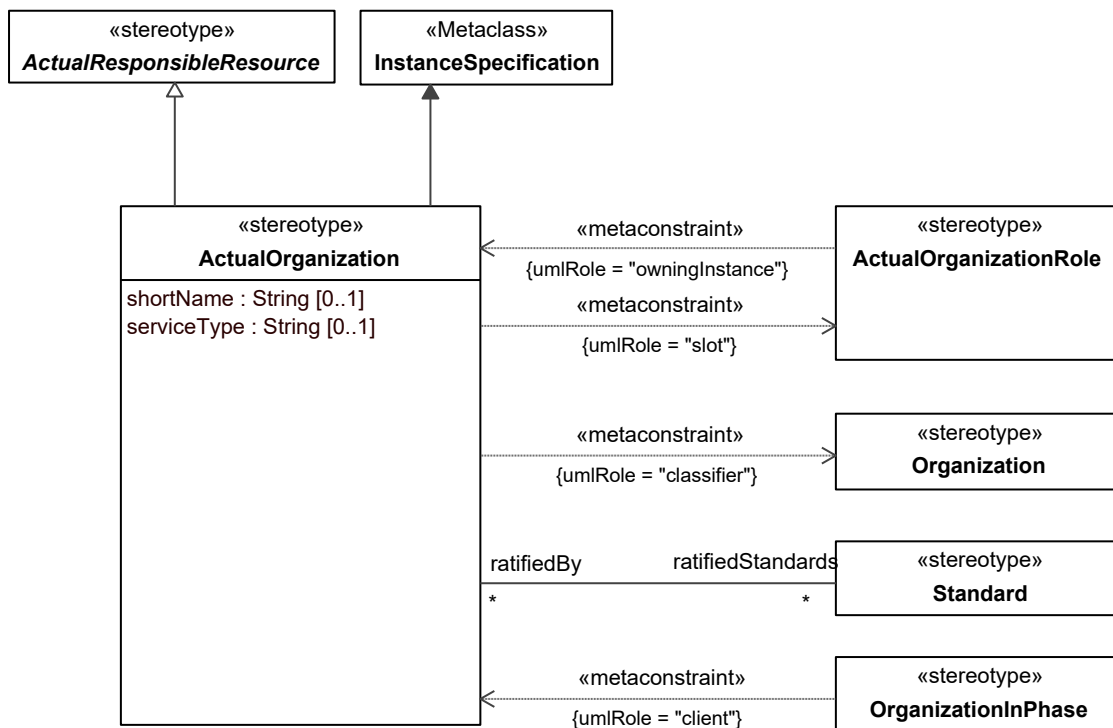 «stereotype»
ActualResponsibleResource
«Metaclass»
InstanceSpecification
«stereotype»
ActualOrganization
shortName : String [0..1]
serviceType : String [0..1]
«metaconstraint»
{umlRole = "owningInstance"}
«metaconstraint»
{umlRole = "slot"}
«stereotype»
ActualOrganizationRole
«metaconstraint»
{umlRole = "classifier"}
«stereotype»
Organization
ratifiedBy
*
ratifiedStandards
*
«stereotype»
Standard
«metaconstraint»
{umlRole = "client"}
«stereotype»
OrganizationInPhase